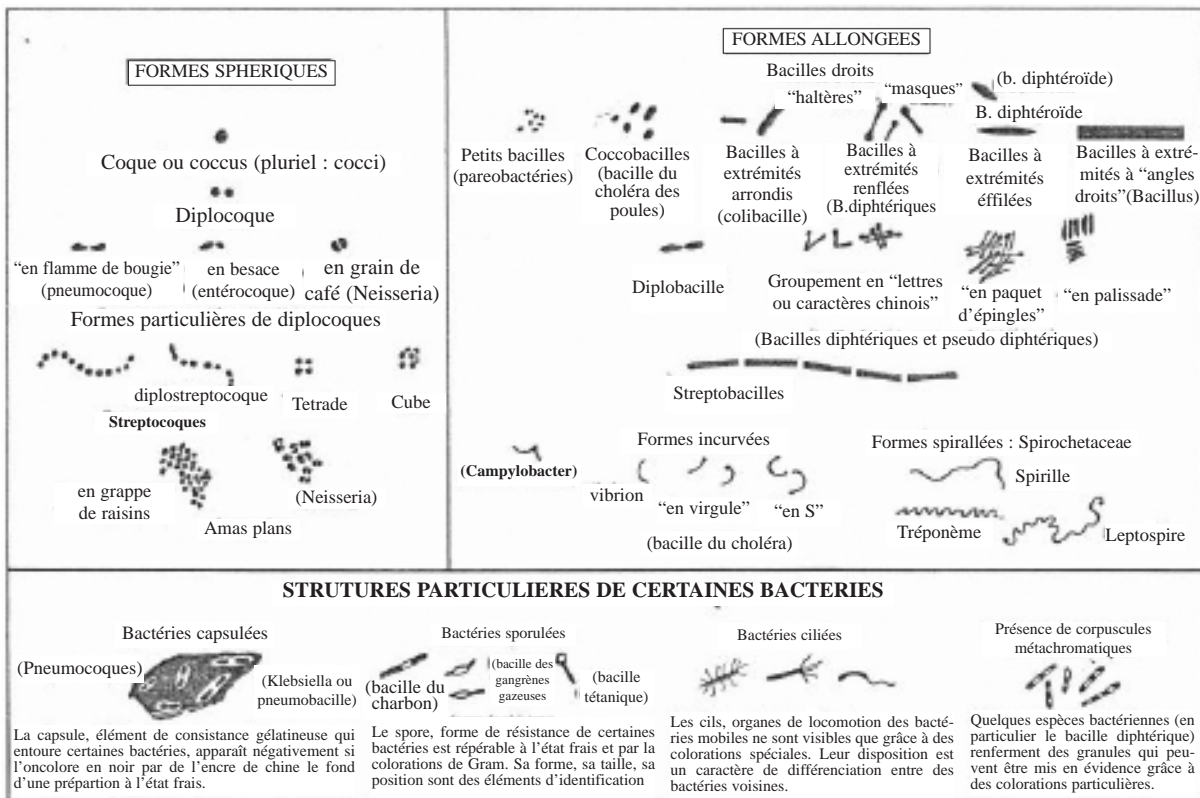 FORMES SPHERIQUES
Coque ou coccus (pluriel : cocci)
Diplocoque
“en flamme de bougie”
(pneumocoque)
en besace
(entérocoque)
en grain de
café (Neisseria)
Formes particulières de diplocoques
diplostreptocoque
Tetrade
Cube
Streptocoques
en grappe
de raisins
(Neisseria)
Amas plans
FORMES ALLONGEES
Bacilles droits
“haltères”
“masques”
(b. diphtéroïde)
B. diphtéroïde
Petits bacilles
(pareobactéries)
Coccobacilles
(bacille du
choléra des
poules)
Bacilles à
extrémités
arrondis
(colibacille)
Bacilles à
extrémités
renflées
(B.diphtériques
Bacilles à
extrémités
éffilées
Bacilles à extré-
mités à “angles
droits”(Bacillus)
Diplobacille
Groupement en “lettres
ou caractères chinois”
“en paquet
d’épingles”
“en palissade”
(Bacilles diphtériques et pseudo diphtériques)
Streptobacilles
(Campylobacter)
Formes incurvées
vibrion
“en virgule”
“en S”
(bacille du choléra)
Formes spirallées : Spirochetaceae
Spirille
Tréponème
Leptospire
STRUTURES PARTICULIERES DE CERTAINES BACTERIES
Bactéries capsulées
(Pneumocoques)
(Klebsiella ou
pneumobacille)
La capsule, élément de consistance gélatineuse qui
entoure certaines bactéries, apparaît négativement si
l’oncolore en noir par de l’encre de chine le fond
d’une prépartion à l’état frais.
Bactéries sporulées
(bacille du
charbon)
(bacille des
gangrènes
gazeuses
(bacille
tétanique)
Le spore, forme de résistance de certaines
bactéries est répérable à l’état frais et par la
colorations de Gram. Sa forme, sa taille, sa
position sont des éléments d’identification
Bactéries ciliées
Les cils, organes de locomotion des bacté-
ries mobiles ne sont visibles que grâce à des
colorations spéciales. Leur disposition est
un caractère de différenciation entre des
bactéries voisines.
Présence de corpuscules
métachromatiques
Quelques espèces bactériennes (en
particulier le bacille diphtérique)
renferment des granules qui peu-
vent être mis en évidence grâce à
des colorations particulières.